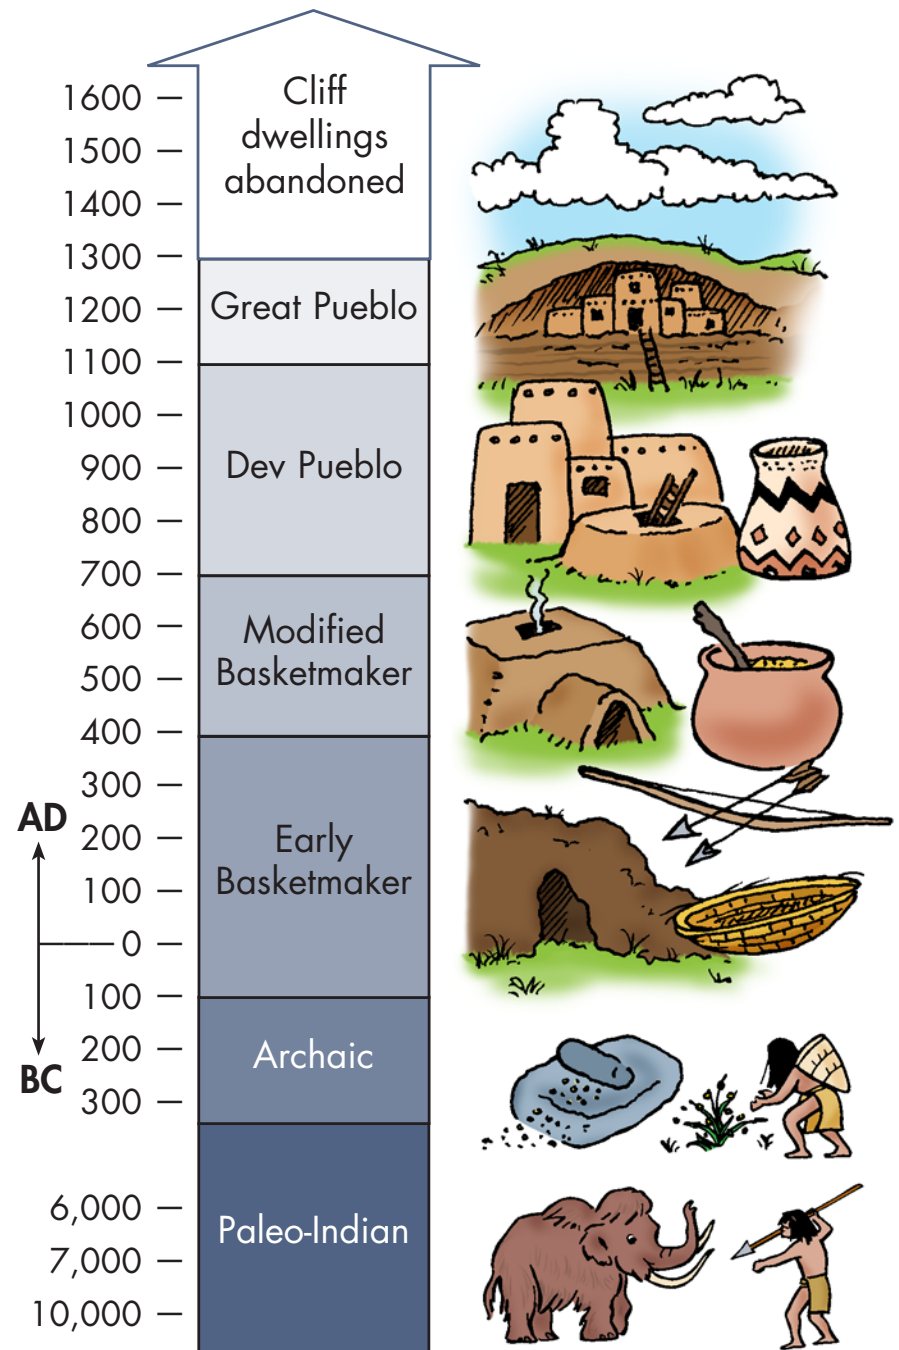 Cliff
dwellings
abandoned
Great Pueblo
Dev Pueblo
Modified
Basketmaker
Early
Basketmaker
Archaic
Paleo-Indian
1600
1500
1400
1300
1200
1100
1000
900
800
700
600
500
400
300
200
100
0
100
200
300
6,000
7,000
10,000
AD
BC